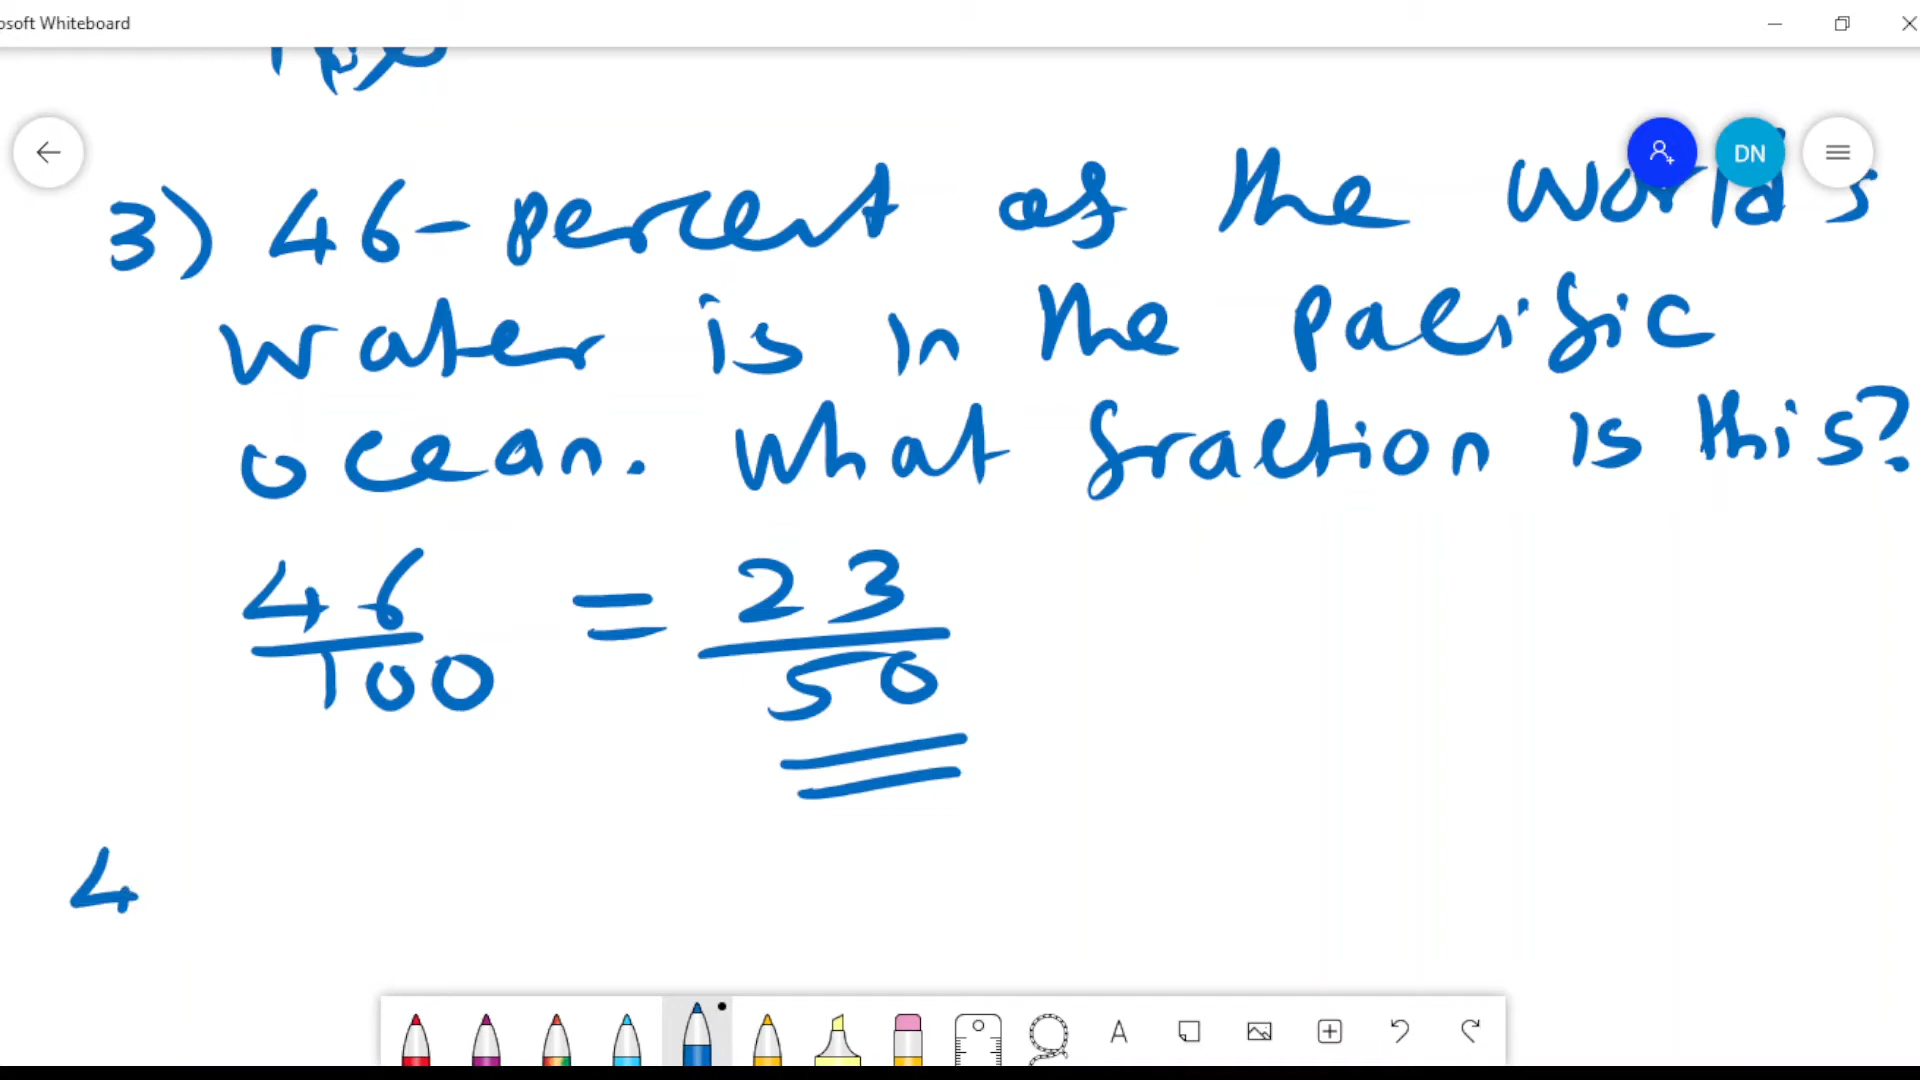 osoft Whiteboard
DN
3) 46-percent of the world's
water is in the pacific
ocean. What fraction is this?
46/100 = 23/50
4
A